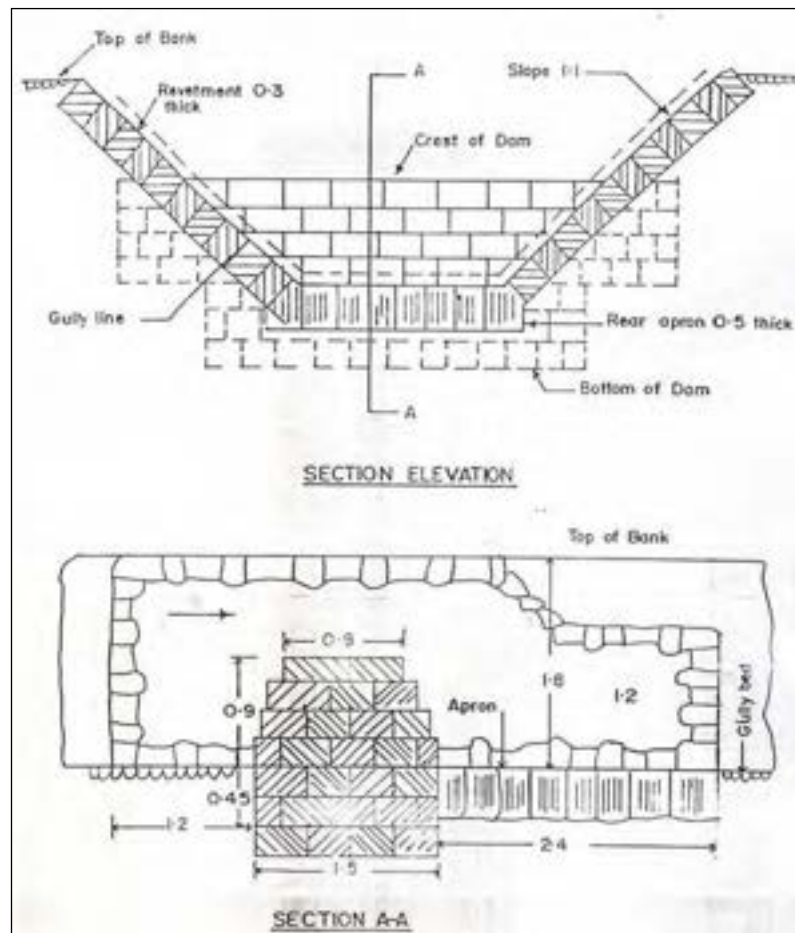 Top of Bank
Revetment 0.3
thick
A
Slope 1:1
Crest of Dam
Gully line
Rear apron 0.5 thick
Bottom of Dam
A
SECTION ELEVATION
Top of Bank
0.9
1.8
1.2
0.9
Apron
Gully bed
0.45
1.2
2.4
1.5
SECTION A-A